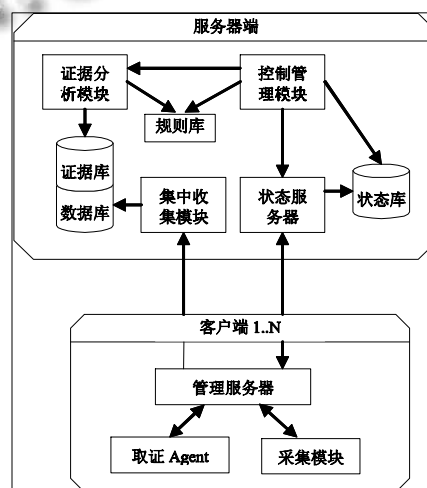 服务器端
证据分
析模块
控制管
理模块
规则库
证据库
数据库
集中收
集模块
状态服
务器
状态库
客户端 1..N
管理服务器
取证 Agent
采集模块